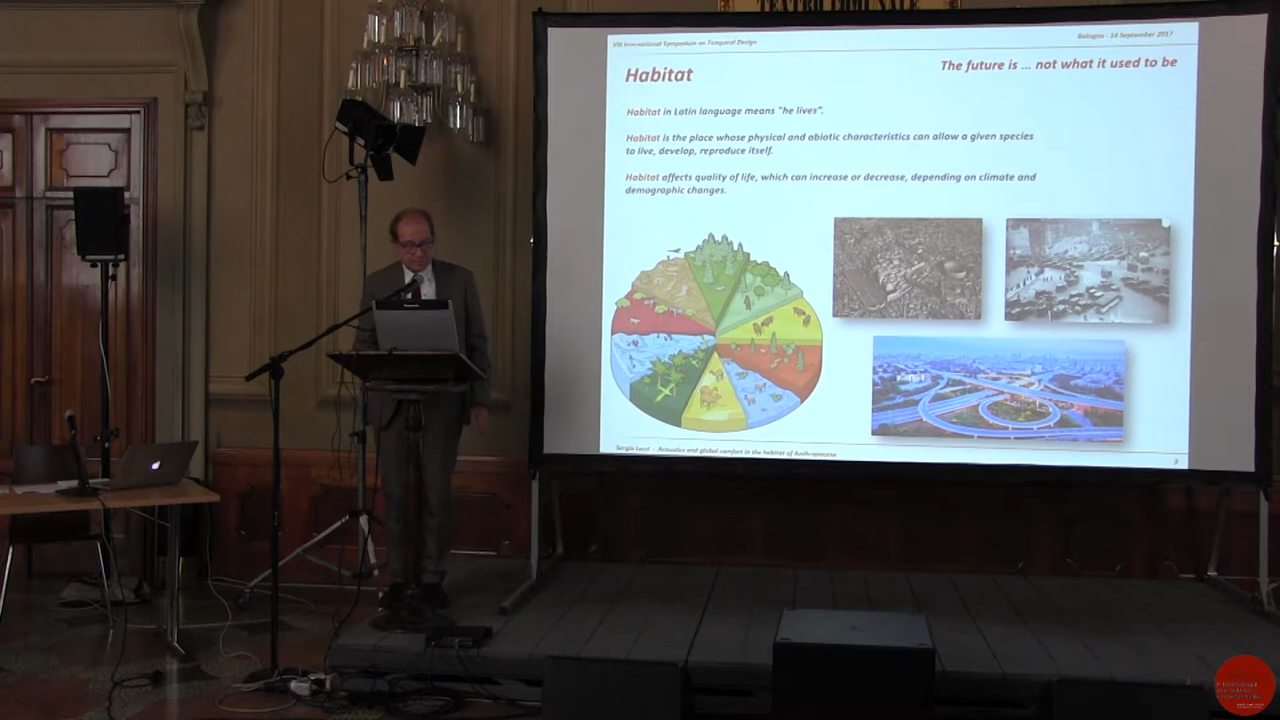 VIII International Symposium on Temporal Design
Bologna - 14 September 2017
Habitat
The future is ... not what it used to be
Habitat in Latin language means "he lives".
Habitat is the place whose physical and abiotic characteristics can allow a given species
to live, develop, reproduce itself.
Habitat affects quality of life, which can increase or decrease, depending on climate and
demographic changes.
Sergio Luzzi - Acoustics and global comfort in the habitat of Anthropocene
3